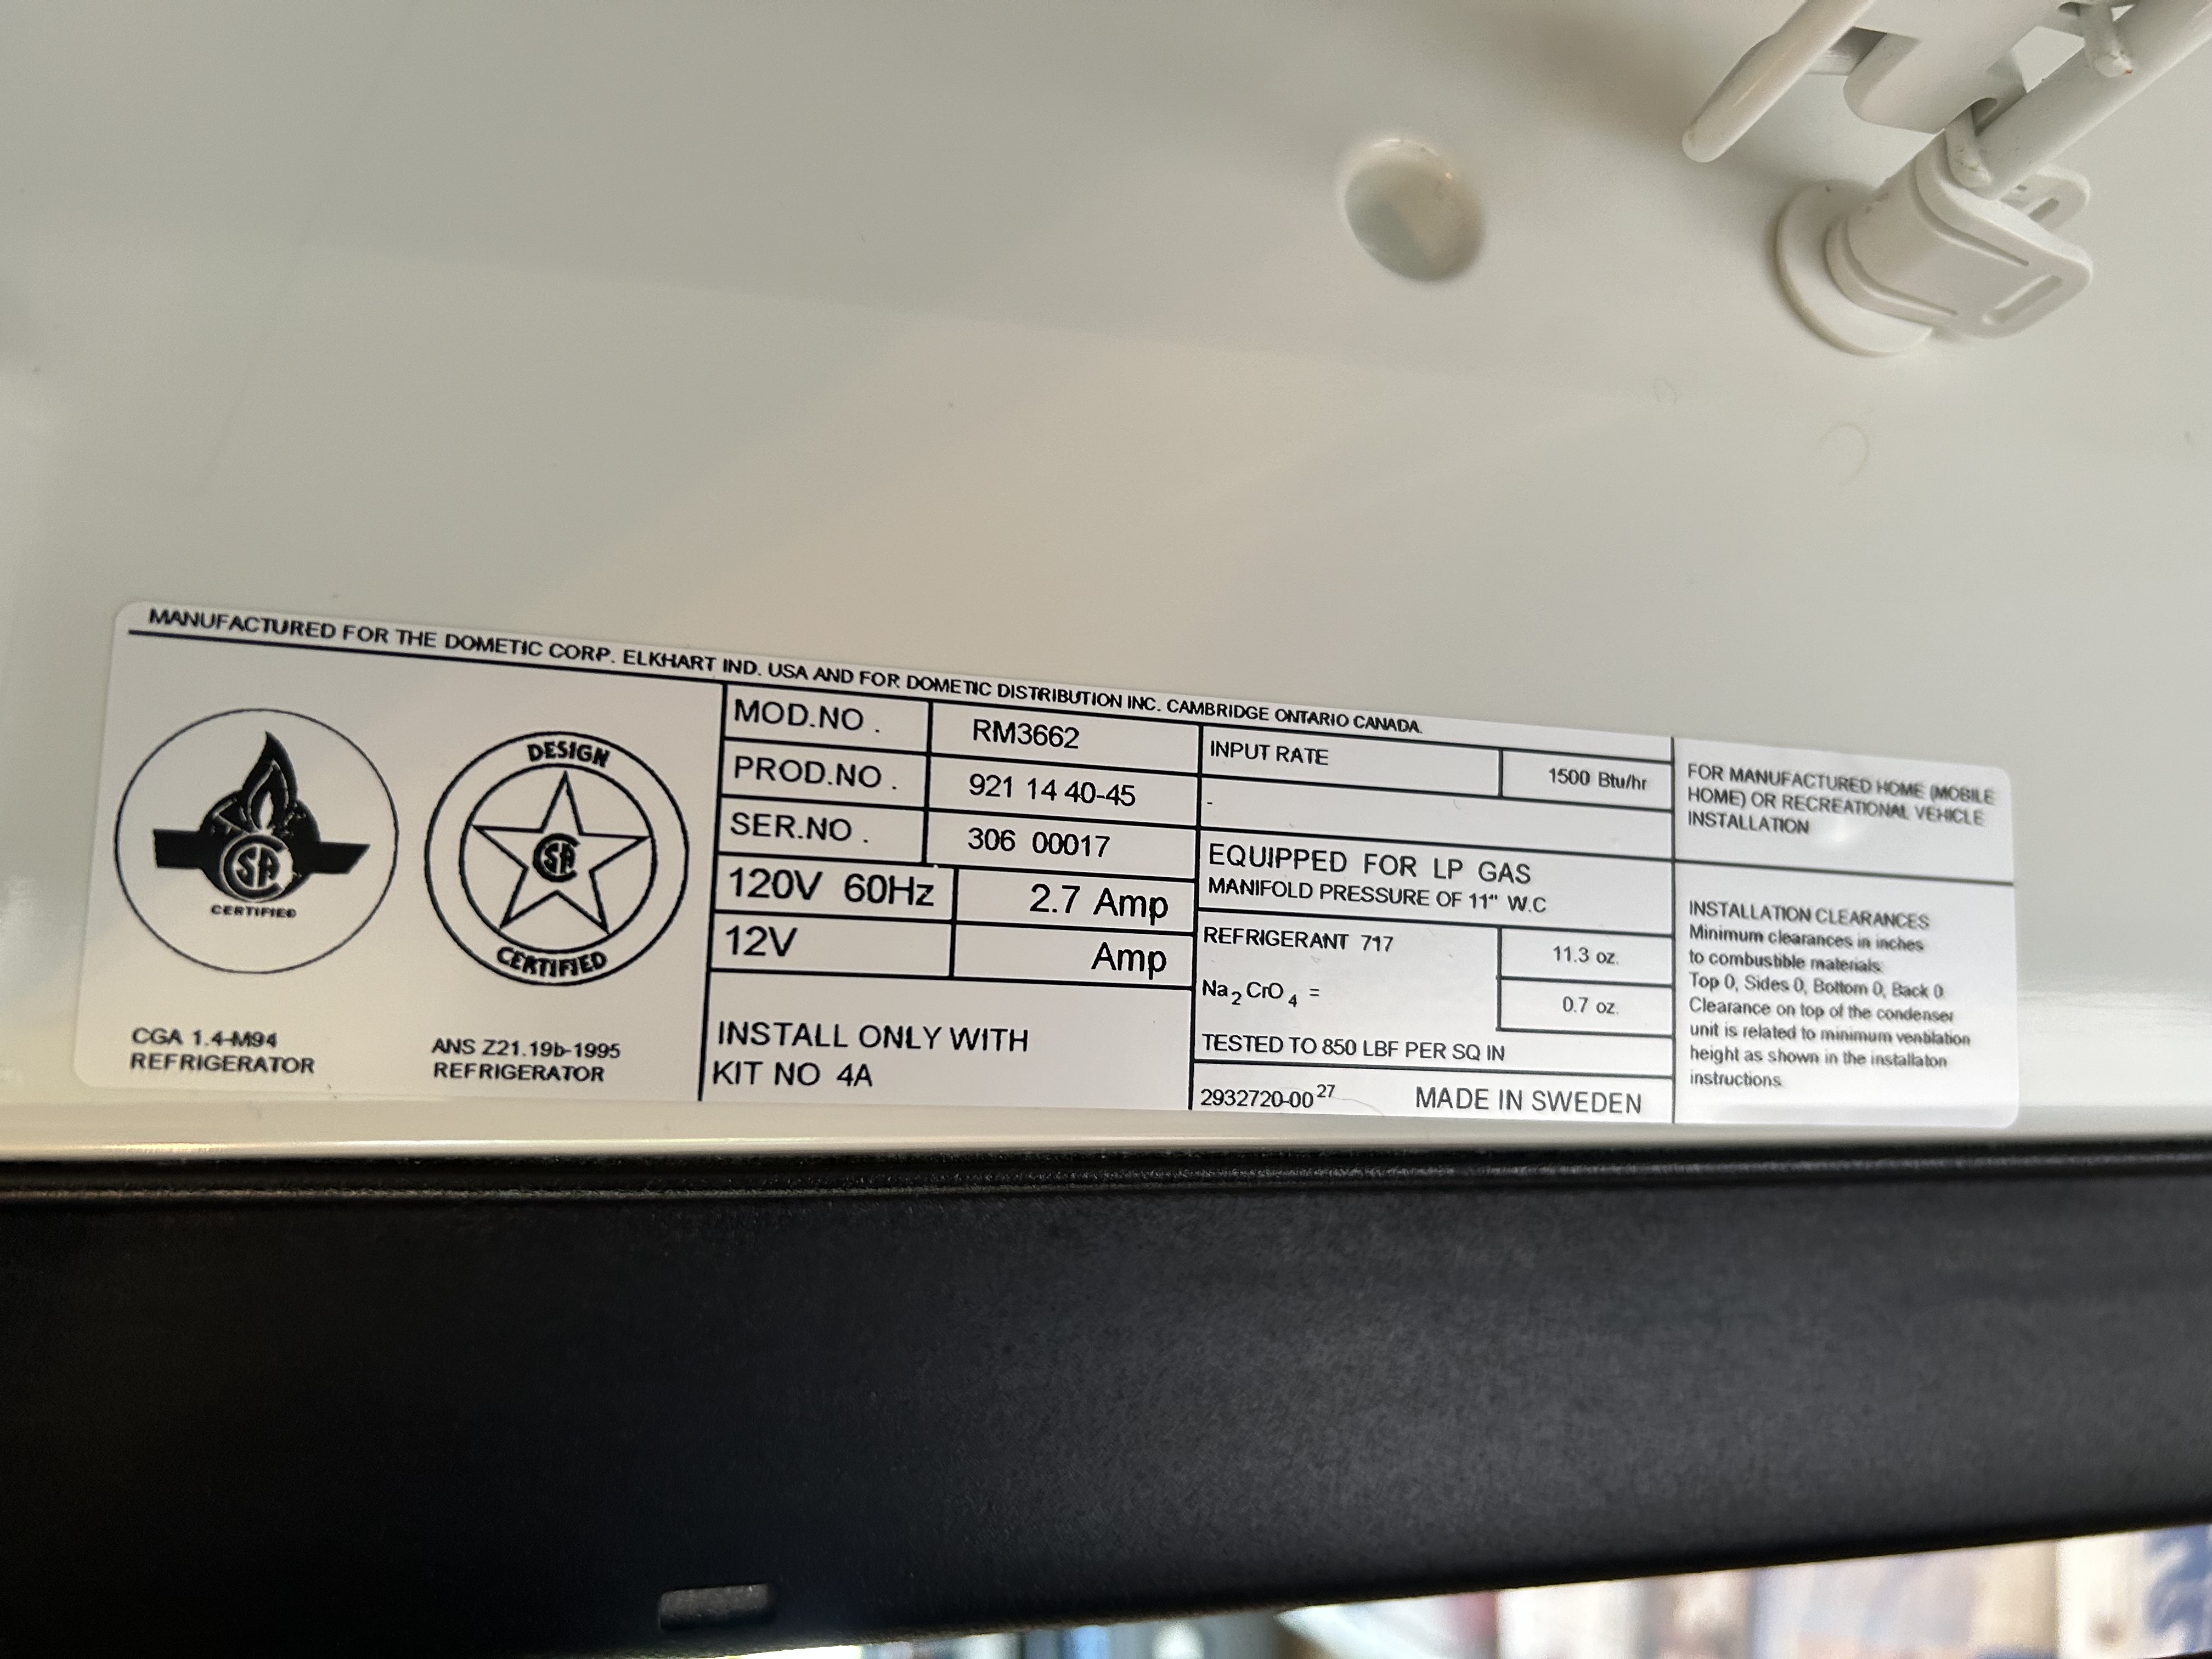 MANUFACTURED FOR THE DOMETIC CORP. ELKHART IND. USA AND FOR DOMETIC DISTRIBUTION INC. CAMBRIDGE ONTARIO CANADA.
CERTIFIED
CGA 1.4-M94
REFRIGERATOR
DESIGN
CERTIFIED
ANS Z21.19b-1995
REFRIGERATOR
MOD.NO . RM3662
PROD.NO . 921 14 40-45
SER.NO . 306 00017
120V 60Hz 2.7 Amp
12V Amp
INSTALL ONLY WITH
KIT NO 4A
INPUT RATE 1500 Btu/hr
-
EQUIPPED FOR LP GAS
MANIFOLD PRESSURE OF 11" W.C
REFRIGERANT 717 11.3 oz.
Na2CrO4 = 0.7 oz.
TESTED TO 850 LBF PER SQ IN
2932720-00 27 MADE IN SWEDEN
FOR MANUFACTURED HOME (MOBILE
HOME) OR RECREATIONAL VEHICLE
INSTALLATION
INSTALLATION CLEARANCES
Minimum clearances in inches
to combustible materials:
Top 0, Sides 0, Bottom 0, Back 0.
Clearance on top of the condenser
unit is related to minimum ventilation
height as shown in the installaton
instructions.